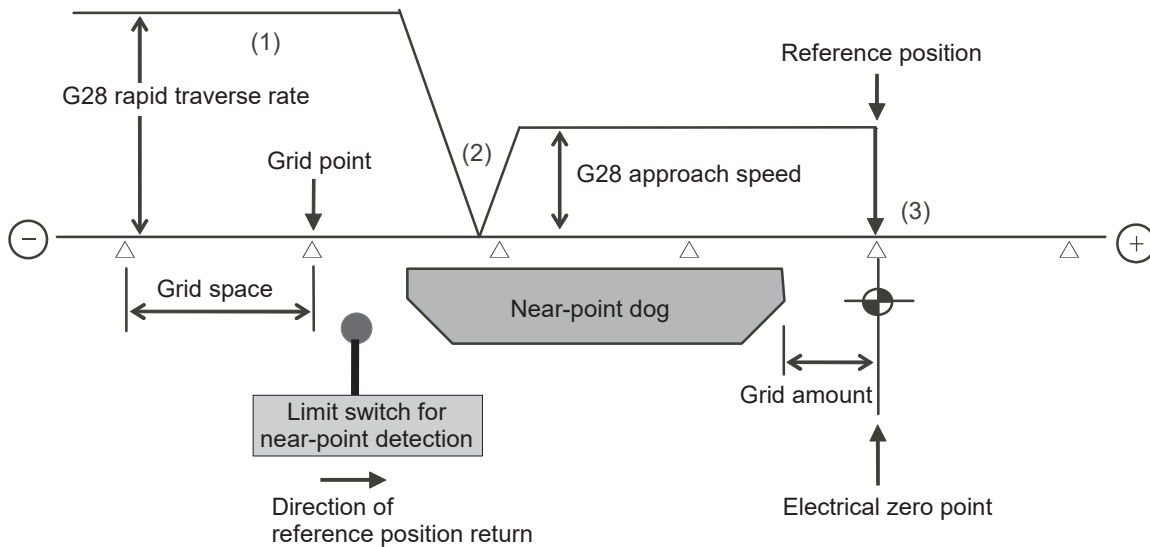 (1)
Reference position
G28 rapid traverse rate
Grid point
(2)
G28 approach speed
(3)
−
+
Grid space
Near-point dog
Grid amount
Limit switch for
near-point detection
Direction of
reference position return
Electrical zero point